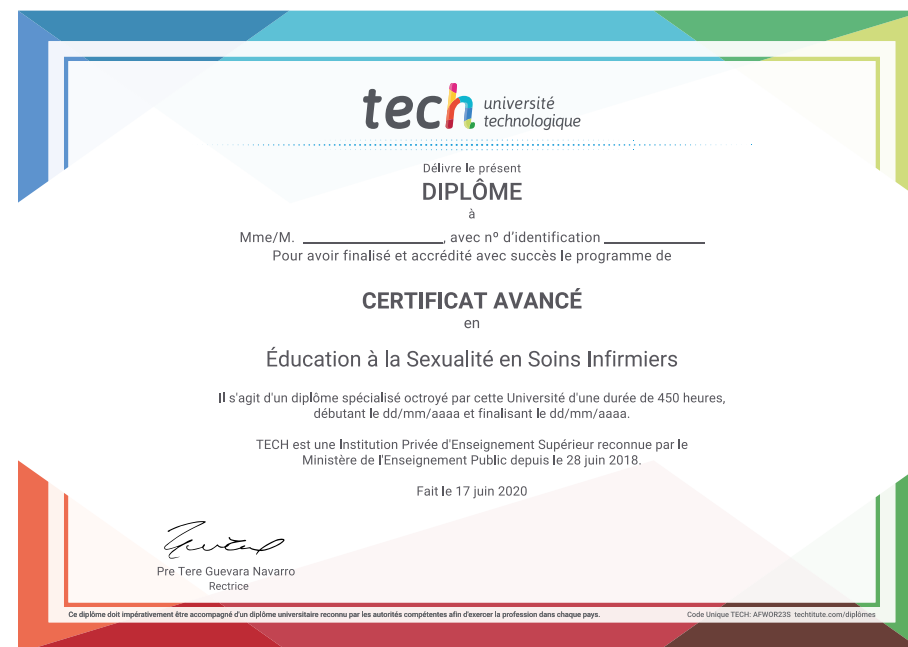 tech université
technologique
Délivre le présent
DIPLÔME
à
Mme/M. ____________________, avec nº d'identification ______________
Pour avoir finalisé et accrédité avec succès le programme de
CERTIFICAT AVANCÉ
en
Éducation à la Sexualité en Soins Infirmiers
Il s'agit d'un diplôme spécialisé octroyé par cette Université d'une durée de 450 heures,
débutant le dd/mm/aaaa et finalisant le dd/mm/aaaa.
TECH est une Institution Privée d'Enseignement Supérieur reconnue par le
Ministère de l'Enseignement Public depuis le 28 juin 2018.
Fait le 17 juin 2020
Pre Tere Guevara Navarro
Rectrice
Ce diplôme doit impérativement être accompagné d'un diplôme universitaire reconnu par les autorités compétentes afin d'exercer la profession dans chaque pays.
Code Unique TECH: AFWOR23S techtitute.com/diplômes